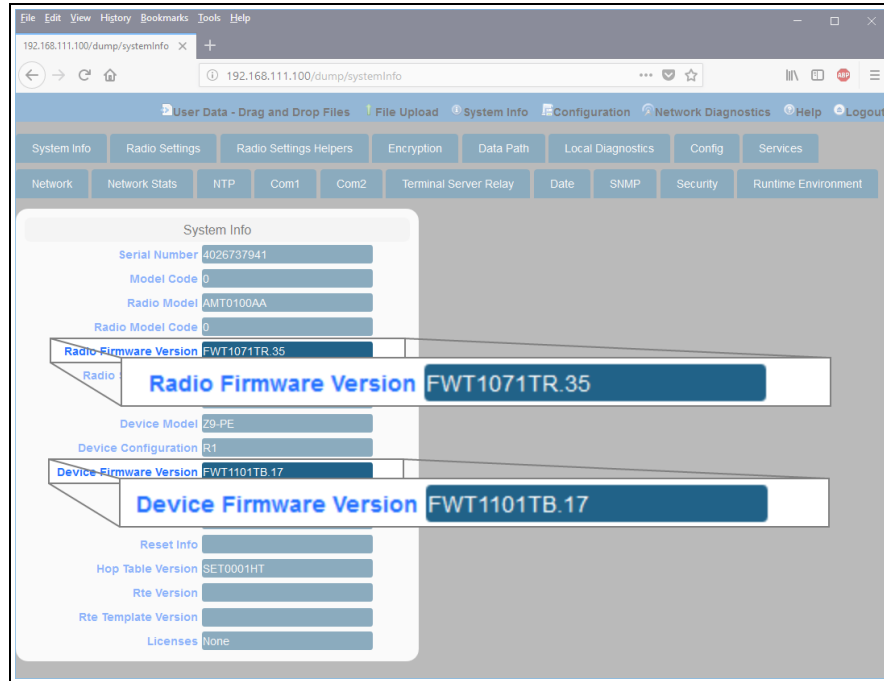 File Edit View History Bookmarks Tools Help
192.168.111.100/dump/systemInfo
192.168.111.100/dump/systemInfo
ABP
User Data - Drag and Drop Files File Upload System Info Configuration Network Diagnostics Help Logout
System Info Radio Settings Radio Settings Helpers Encryption Data Path Local Diagnostics Config Services
Network Network Stats NTP Com1 Com2 Terminal Server Relay Date SNMP Security Runtime Environment
System Info
Serial Number 4026737941
Model Code 0
Radio Model AMT0100AA
Radio Model Code 0
Radio Firmware Version FWT1071TR.35
Radio Firmware Version FWT1071TR.35
Radio
Device Model Z9-PE
Device Configuration R1
Device Firmware Version FWT1101TB.17
Device Firmware Version FWT1101TB.17
Reset Info
Hop Table Version SET0001HT
Rte Version
Rte Template Version
Licenses None